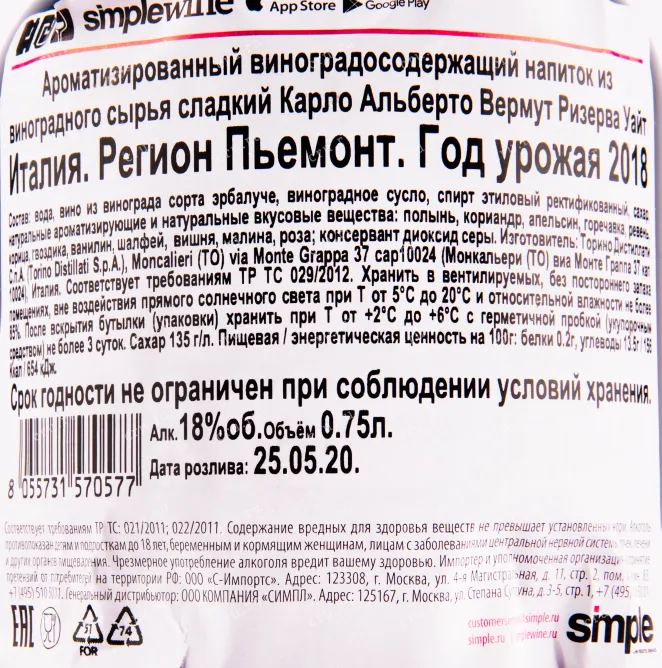 simplewine App Store Google Play
Ароматизированный виноградосодержащий напиток из
виноградного сырья сладкий Карло Альберто Вермут Ризерва Уайт
Италия. Регион Пьемонт. Год урожая 2018
Состав: вода, вино из винограда сорта эрбалуче, виноградное сусло, спирт этиловый ректификованный, сахар
натуральные ароматизирующие и натуральные вкусовые вещества: полынь, кориандр, апельсин, горечавка, ревень,
корица, гвоздика, ванилин, шалфей, вишня, малина, роза; консервант диоксид серы. Изготовитель: Торино Дистиллати
С.п.А. (Torino Distillati S.p.A.), Moncalieri (TO) via Monte Grappa 37 cap10024 (Монкальери (ТО) виа Монте Граппа 37 кап
10024), Италия. Соответствует требованиям ТР ТС 029/2012. Хранить в вентилируемых, без постороннего запаха
помещениях, вне воздействия прямого солнечного света при Т от 5°C до 20°C и относительной влажности не более
85%. После вскрытия бутылки (упаковки) хранить при Т от +2°C до +6°C с герметичной пробкой (укупорочным
средством) не более 3 суток. Сахар 135 г/л. Пищевая / энергетическая ценность на 100г: белки 0.2г, углеводы 13.5г / 156
Ккал / 654 кДж.
Срок годности не ограничен при соблюдении условий хранения.
Алк.18%об.Объём 0.75л.
Дата розлива: 25.05.20.
8 055731 570577
Соответствует требованиям ТР ТС: 021/2011; 022/2011. Содержание вредных для здоровья веществ не превышает установленных норм. Алкоголь
противопоказан детям и подросткам до 18 лет, беременным и кормящим женщинам, лицам с заболеваниями центральной нервной системы, почек, печени
и других органов пищеварения. Чрезмерное употребление алкоголя вредит вашему здоровью. Импортер и уполномоченная организация
претензий от потребителей на территории РФ: ООО «С-Импортс». Адрес: 123308, г. Москва, ул. 4-я Магистральная, д. 11, стр. 2,
+7 (495) Генеральный дистрибьютор: ООО КОМПАНИЯ «СИМПЛ». Адрес: 125167, г. Москва, ул. Степана Супуна, д. 3-5, стр. 1, +7 (495)
EAC 51 74
FOR
simple.ru
simple.ru simplewine.ru
simple